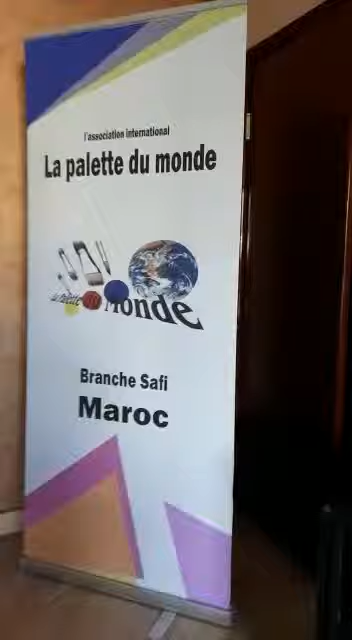 l'association international
La palette du monde
Monde
Branche Safi
Maroc